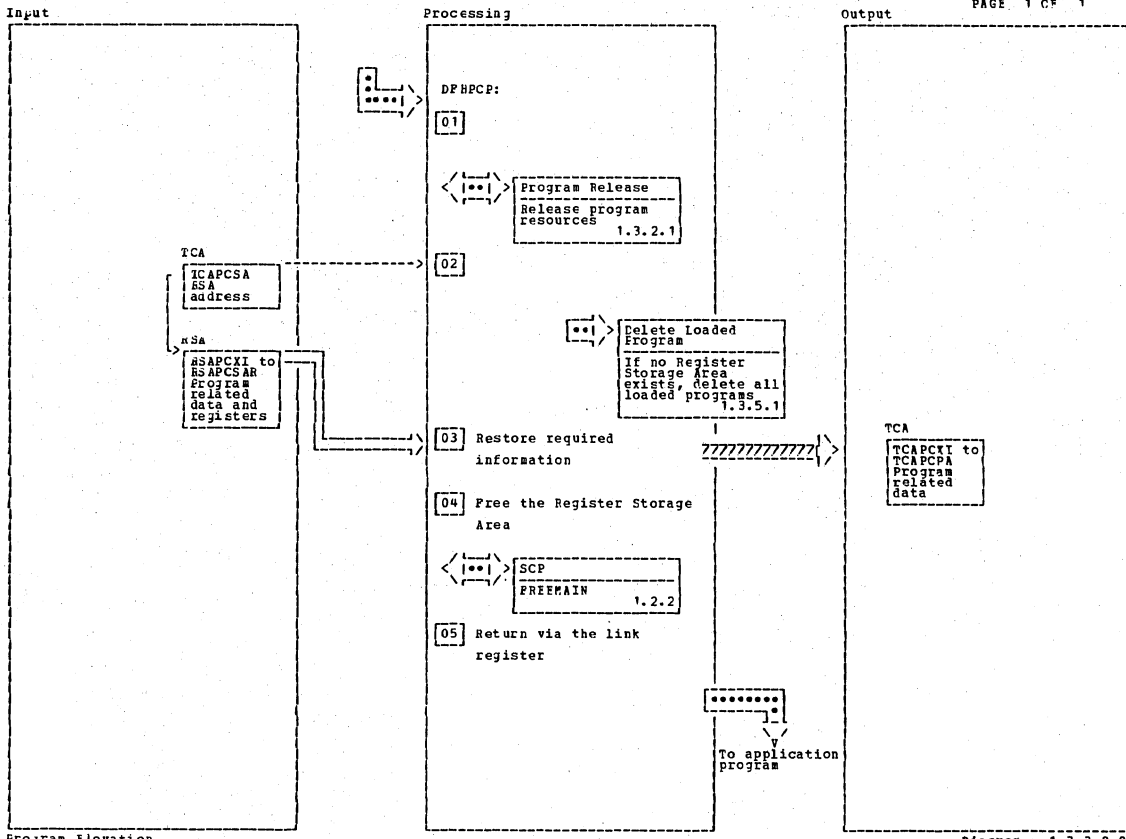 PAGE 1 OF 1
Input
Processing
Output
DFHPCP:
01
Program Release
Release program
resources
1.3.2.1
TCA
TCAPCSA
RSA
address
02
RSA
RSAPCXI to
RSAPCSAR
Program
related
data and
registers
Delete Loaded
Program
If no Register
Storage Area
exists, delete all
loaded programs
1.3.5.1
03 Restore required
information
TCA
TCAPCXI to
TCAPCPA
Program
related
data
04 Free the Register Storage
Area
SCP
FREEMAIN
1.2.2
05 Return via the link
register
To application
program